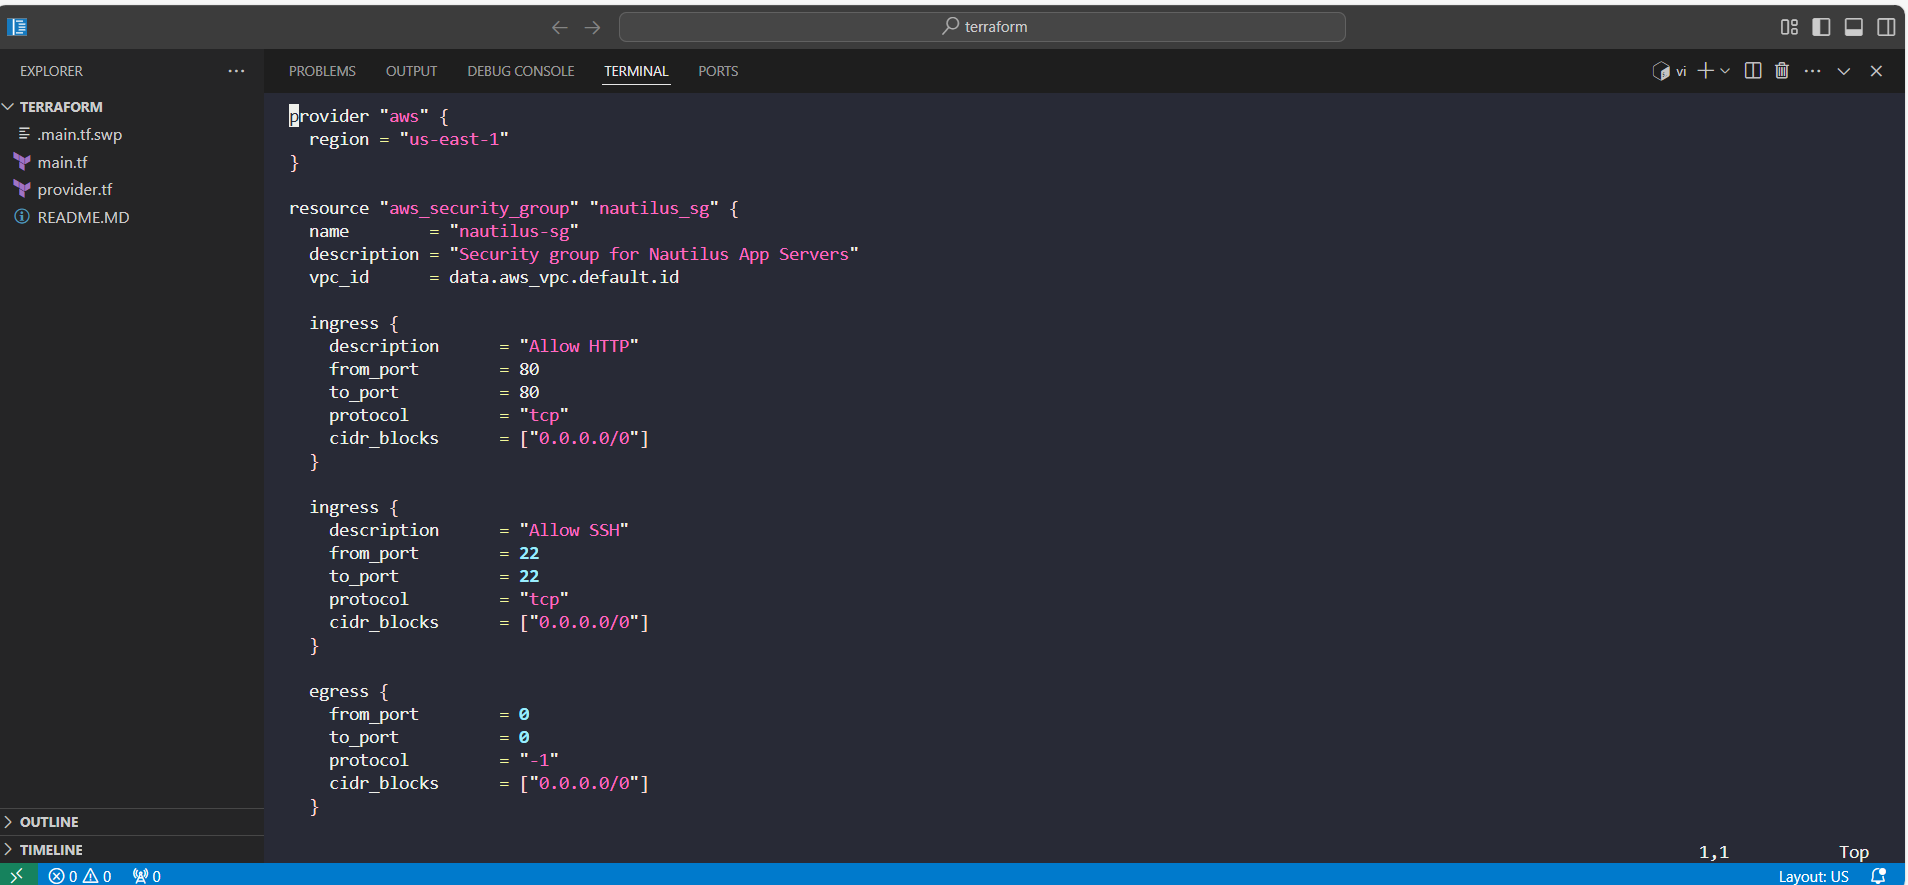 terraform
EXPLORER
PROBLEMS OUTPUT DEBUG CONSOLE TERMINAL PORTS
vi
TERRAFORM
.main.tf.swp
main.tf
provider.tf
README.MD
provider "aws" {
  region = "us-east-1"
}
resource "aws_security_group" "nautilus_sg" {
  name        = "nautilus-sg"
  description = "Security group for Nautilus App Servers"
  vpc_id      = data.aws_vpc.default.id
  ingress {
    description      = "Allow HTTP"
    from_port        = 80
    to_port          = 80
    protocol         = "tcp"
    cidr_blocks      = ["0.0.0.0/0"]
  }
  ingress {
    description      = "Allow SSH"
    from_port        = 22
    to_port          = 22
    protocol         = "tcp"
    cidr_blocks      = ["0.0.0.0/0"]
  }
  egress {
    from_port        = 0
    to_port          = 0
    protocol         = "-1"
    cidr_blocks      = ["0.0.0.0/0"]
  }
1,1 Top
OUTLINE
TIMELINE
0 0 0
Layout: US